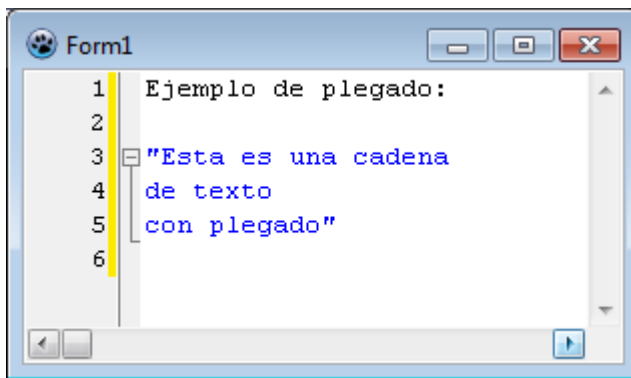 Form1
1 Ejemplo de plegado:
2
3 "Esta es una cadena
4 de texto
5 con plegado"
6